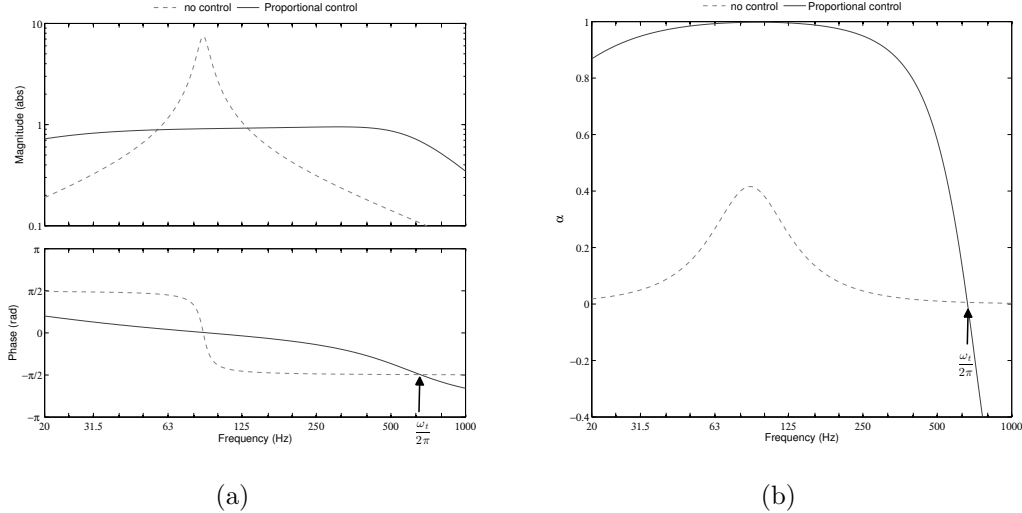 no control Proportional control
10
1
0.1
Magnitude (abs)
π
π/2
0
−π/2
−π
Phase (rad)
20 31.5 63 125 250 500 1000
Frequency (Hz)
ω_t/2π
(a)
no control Proportional control
1
0.8
0.6
0.4
0.2
0
−0.2
−0.4
α
ω_t/2π
20 31.5 63 125 250 500 1000
Frequency (Hz)
(b)